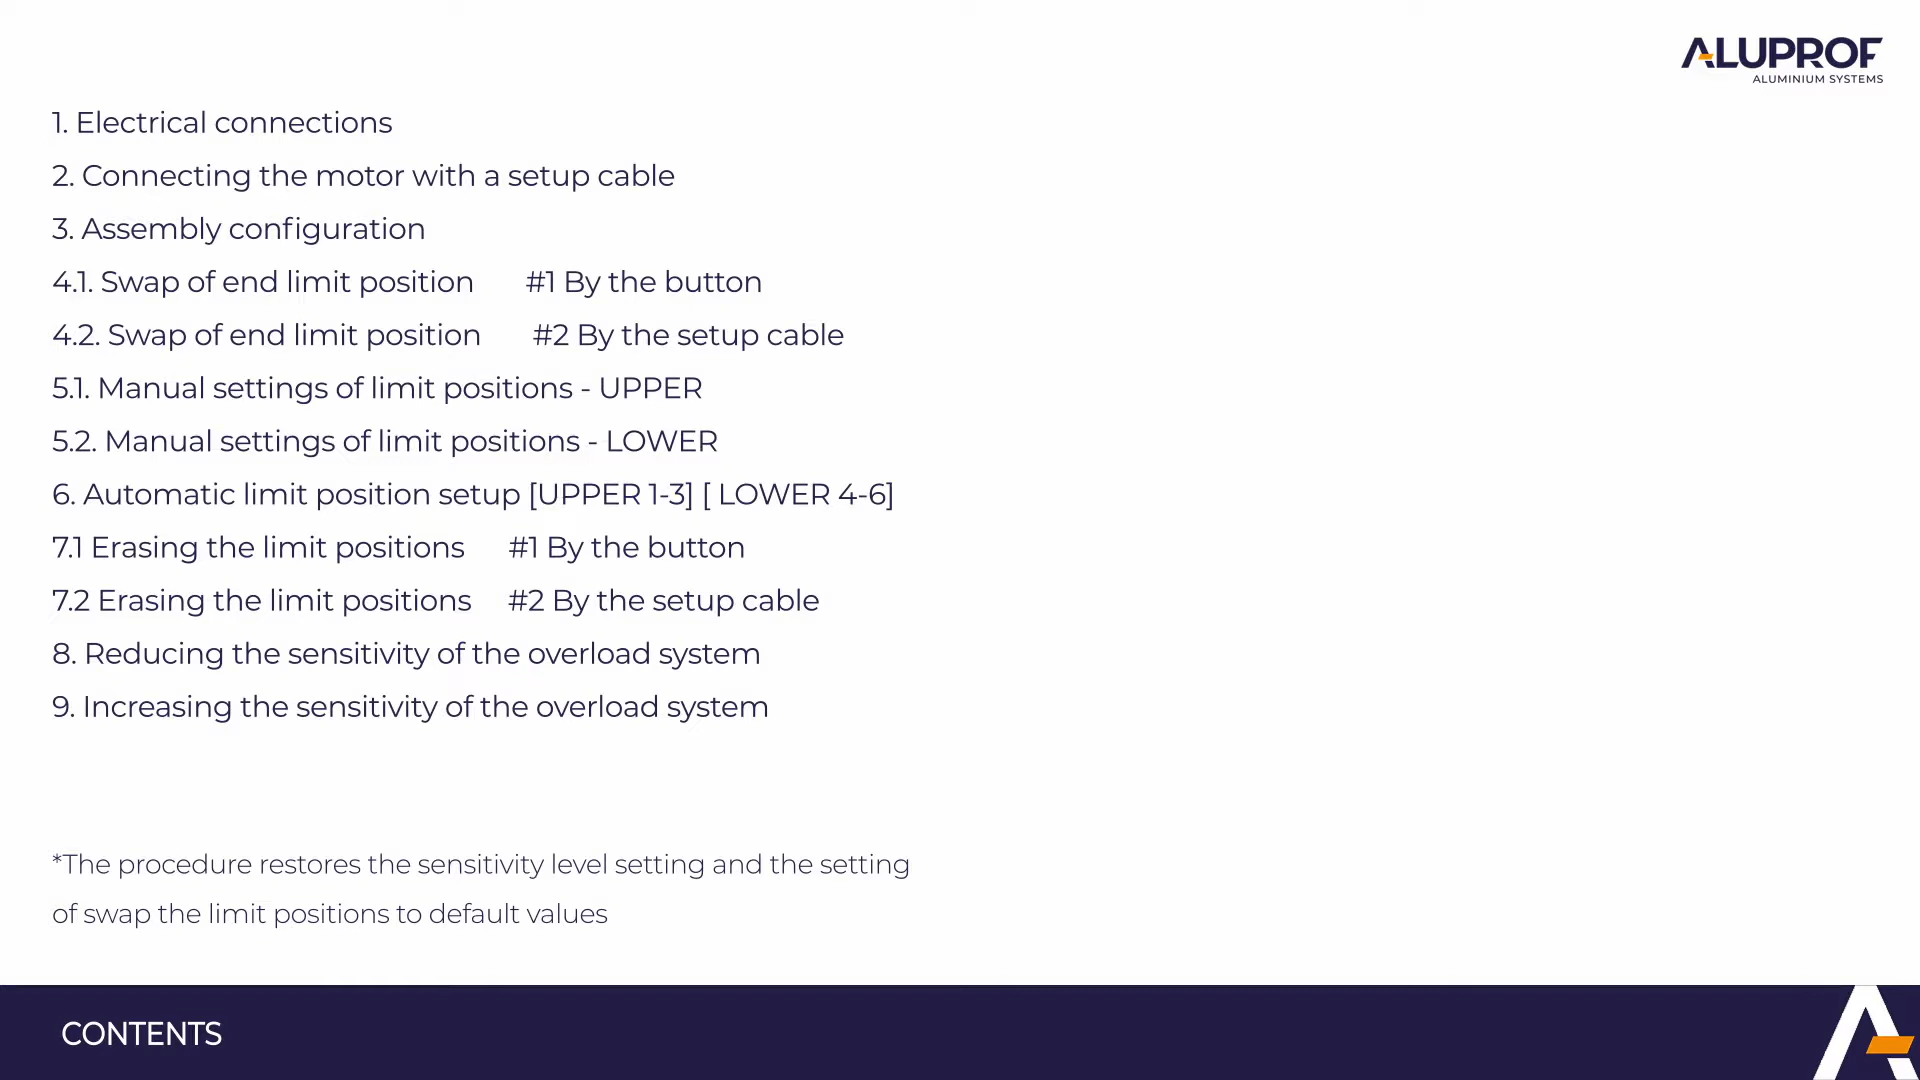 ALUPROF
ALUMINIUM SYSTEMS
1. Electrical connections
2. Connecting the motor with a setup cable
3. Assembly configuration
4.1. Swap of end limit position #1 By the button
4.2. Swap of end limit position #2 By the setup cable
5.1. Manual settings of limit positions - UPPER
5.2. Manual settings of limit positions - LOWER
6. Automatic limit position setup [UPPER 1-3] [ LOWER 4-6]
7.1 Erasing the limit positions #1 By the button
7.2 Erasing the limit positions #2 By the setup cable
8. Reducing the sensitivity of the overload system
9. Increasing the sensitivity of the overload system
*The procedure restores the sensitivity level setting and the setting
of swap the limit positions to default values
CONTENTS